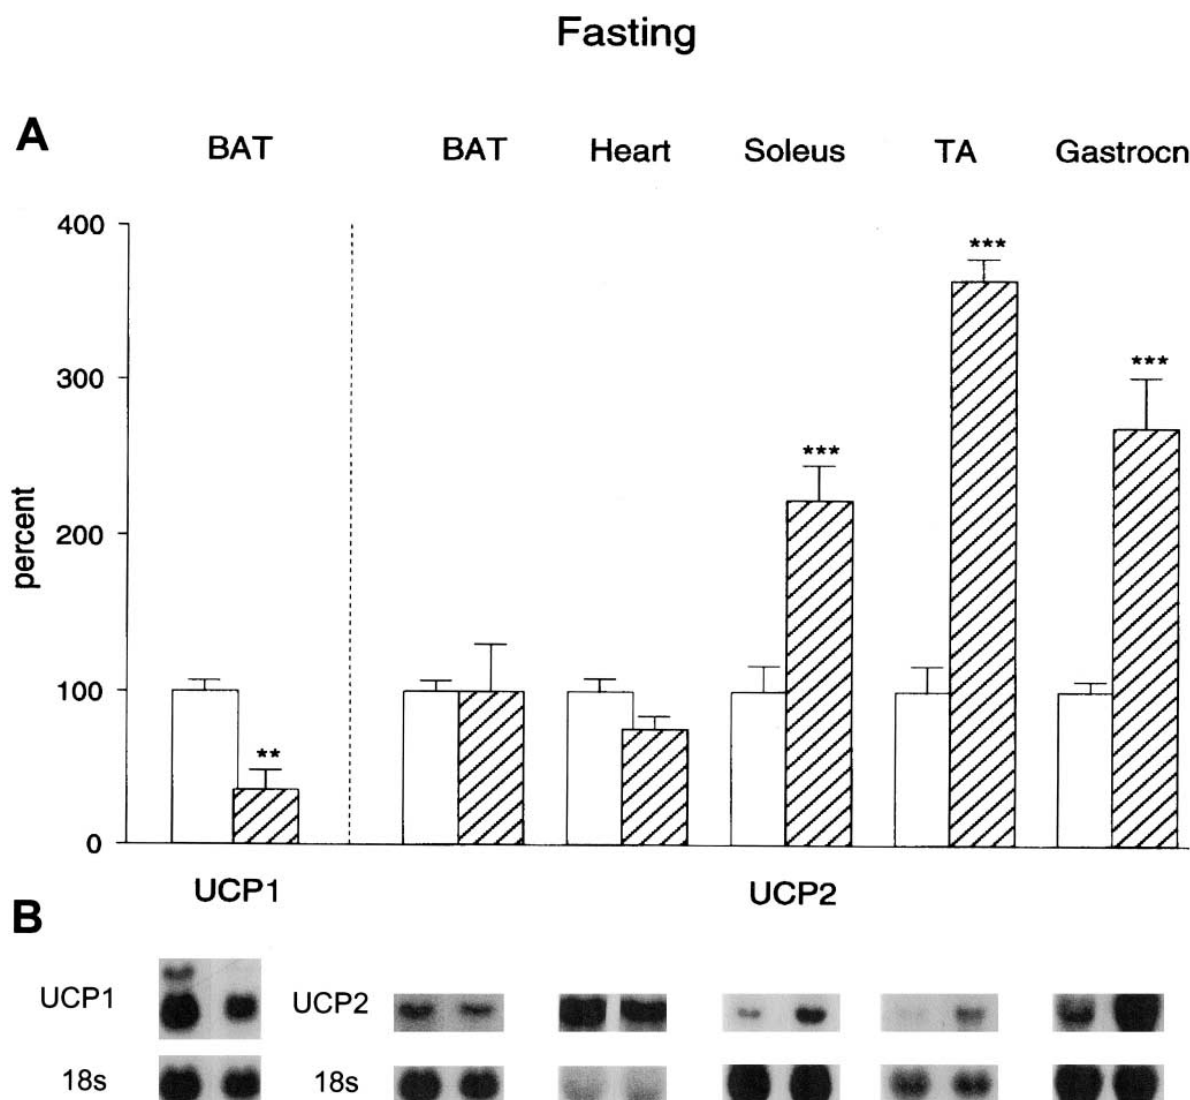 Fasting
A
BAT BAT Heart Soleus TA Gastrocn
400
300
200
100
0
percent
**
***
***
***
UCP1 UCP2
B
UCP1 UCP2
18s 18s